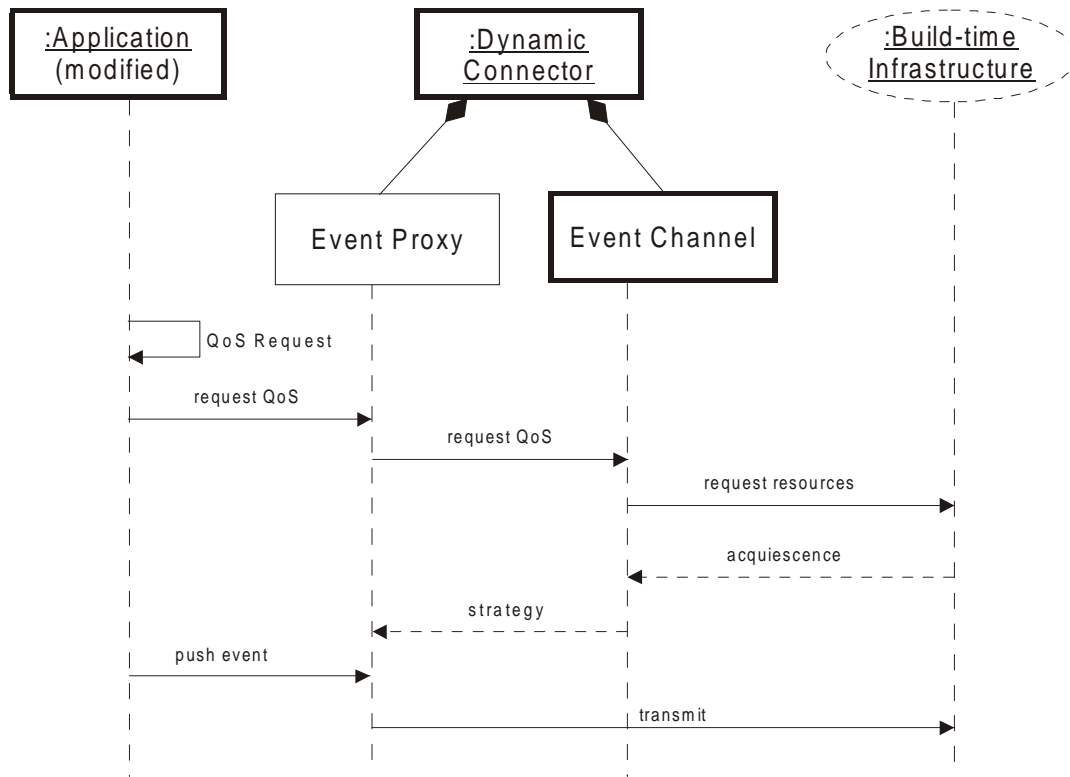 :Application
(modified)
:Dynamic
Connector
:Build-time
Infrastructure
Event Proxy
Event Channel
QoS Request
request QoS
request QoS
request resources
acquiescence
strategy
push event
transmit